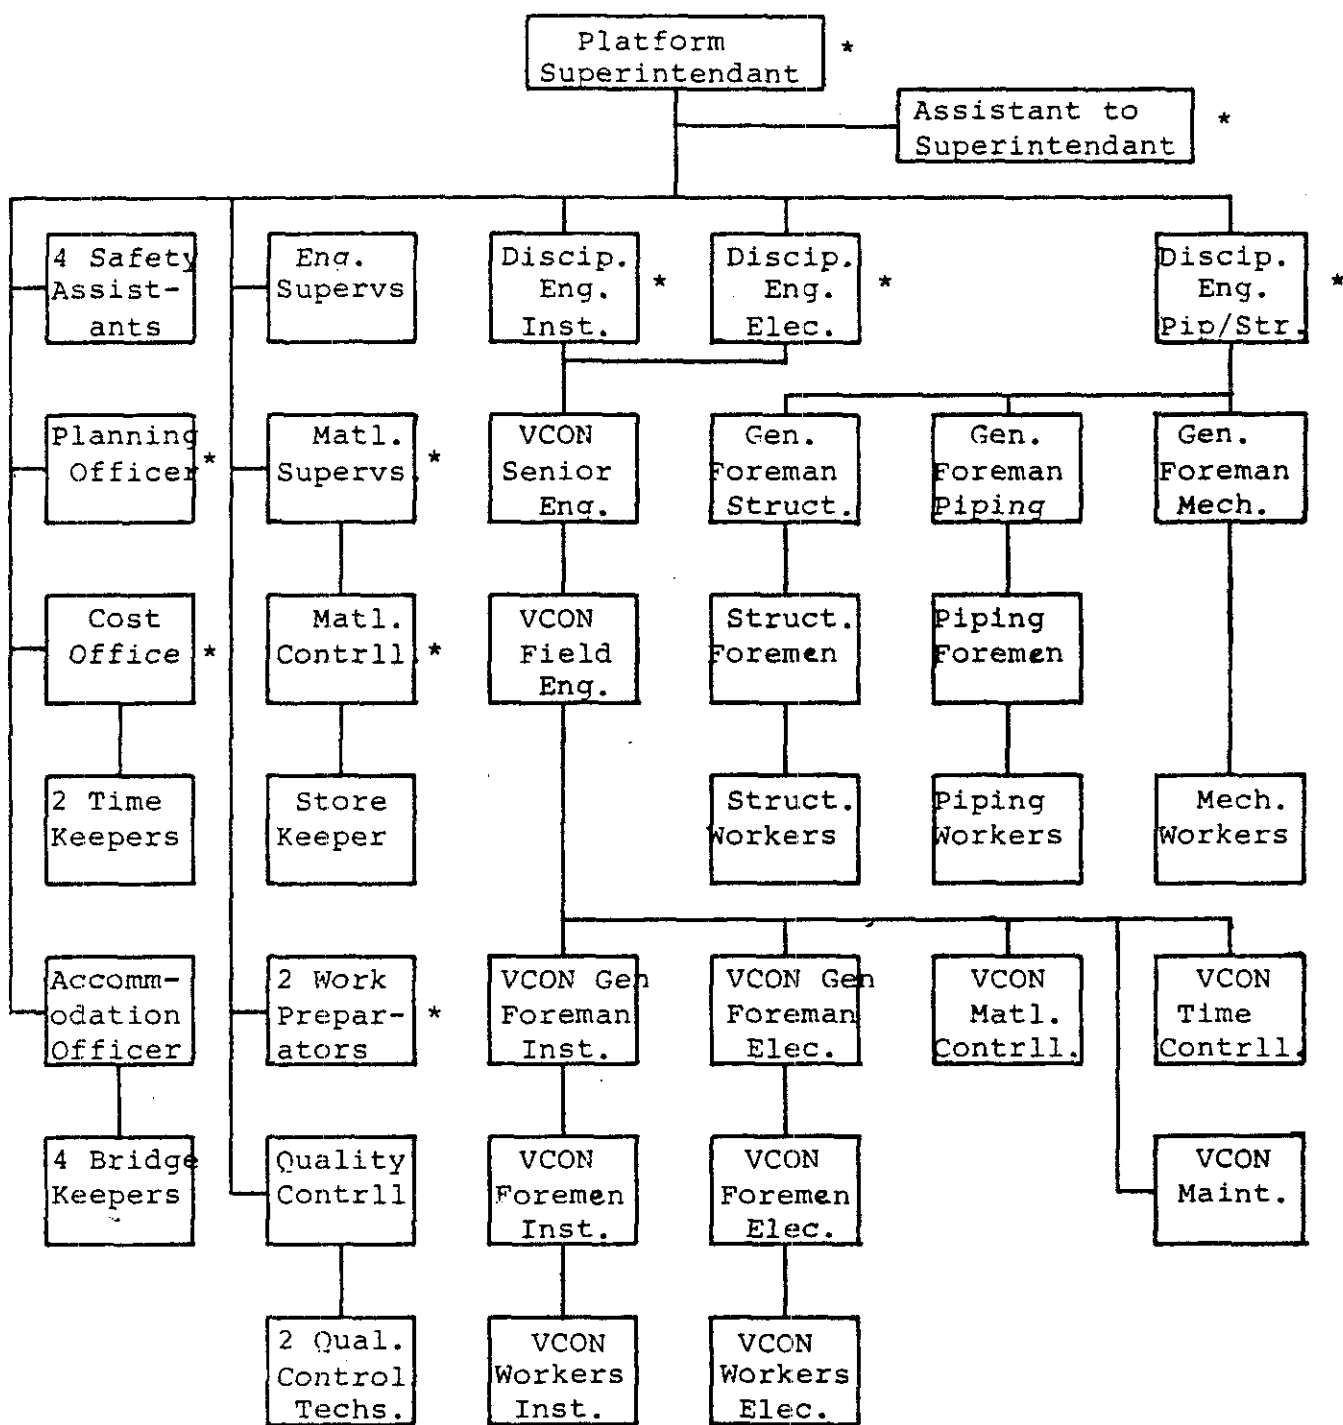 Platform *
Superintendant
Assistant to *
Superintendant
4 Safety
Assist-
ants
Eng.
Supervs
Discip.
Eng. *
Inst.
Discip.
Eng. *
Elec.
Discip.
Eng. *
Pip/Str.
Planning
Officer *
Matl.
Supervs *
VCON
Senior
Eng.
Gen.
Foreman
Struct.
Gen.
Foreman
Piping
Gen.
Foreman
Mech.
Cost
Office *
Matl.
Contrll *
VCON
Field
Eng.
Struct.
Foremen
Piping
Foremen
2 Time
Keepers
Store
Keeper
Struct.
Workers
Piping
Workers
Mech.
Workers
Accomm-
odation
Officer
2 Work
Prepar- *
ators
VCON Gen
Foreman
Inst.
VCON Gen
Foreman
Elec.
VCON
Matl.
Contrll.
VCON
Time
Contrll.
4 Bridge
Keepers
Quality
Contrll
VCON
Foremen
Inst.
VCON
Foremen
Elec.
VCON
Maint.
2 Qual.
Control
Techs.
VCON
Workers
Inst.
VCON
Workers
Elec.